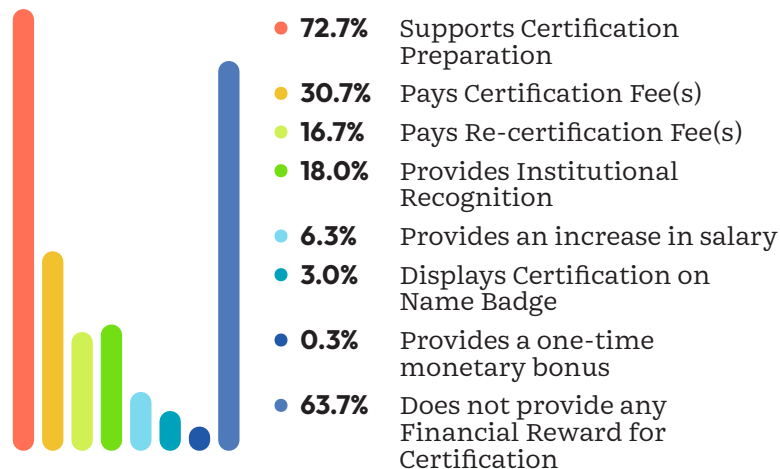 72.7% Supports Certification
Preparation
30.7% Pays Certification Fee(s)
16.7% Pays Re-certification Fee(s)
18.0% Provides Institutional
Recognition
6.3% Provides an increase in salary
3.0% Displays Certification on
Name Badge
0.3% Provides a one-time
monetary bonus
63.7% Does not provide any
Financial Reward for
Certification